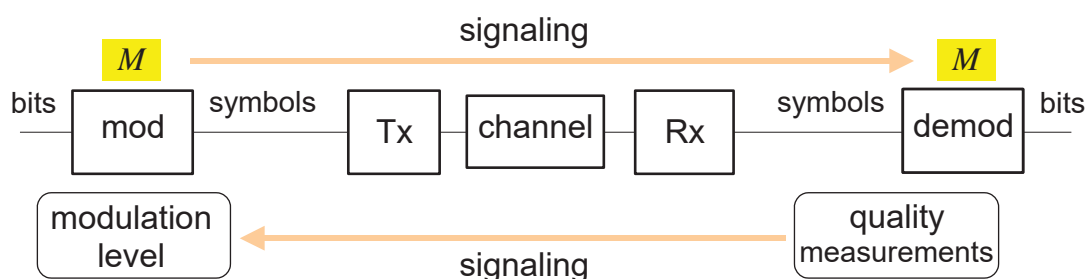 signaling
M
M
bits
symbols
symbols
bits
mod
Tx
channel
Rx
demod
modulation
level
quality
measurements
signaling